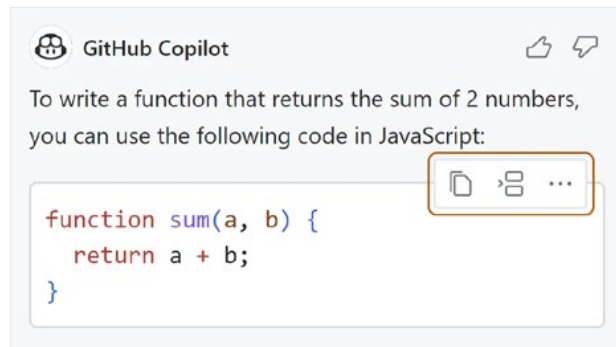 GitHub Copilot
To write a function that returns the sum of 2 numbers,
you can use the following code in JavaScript:
function sum(a, b) {
  return a + b;
}